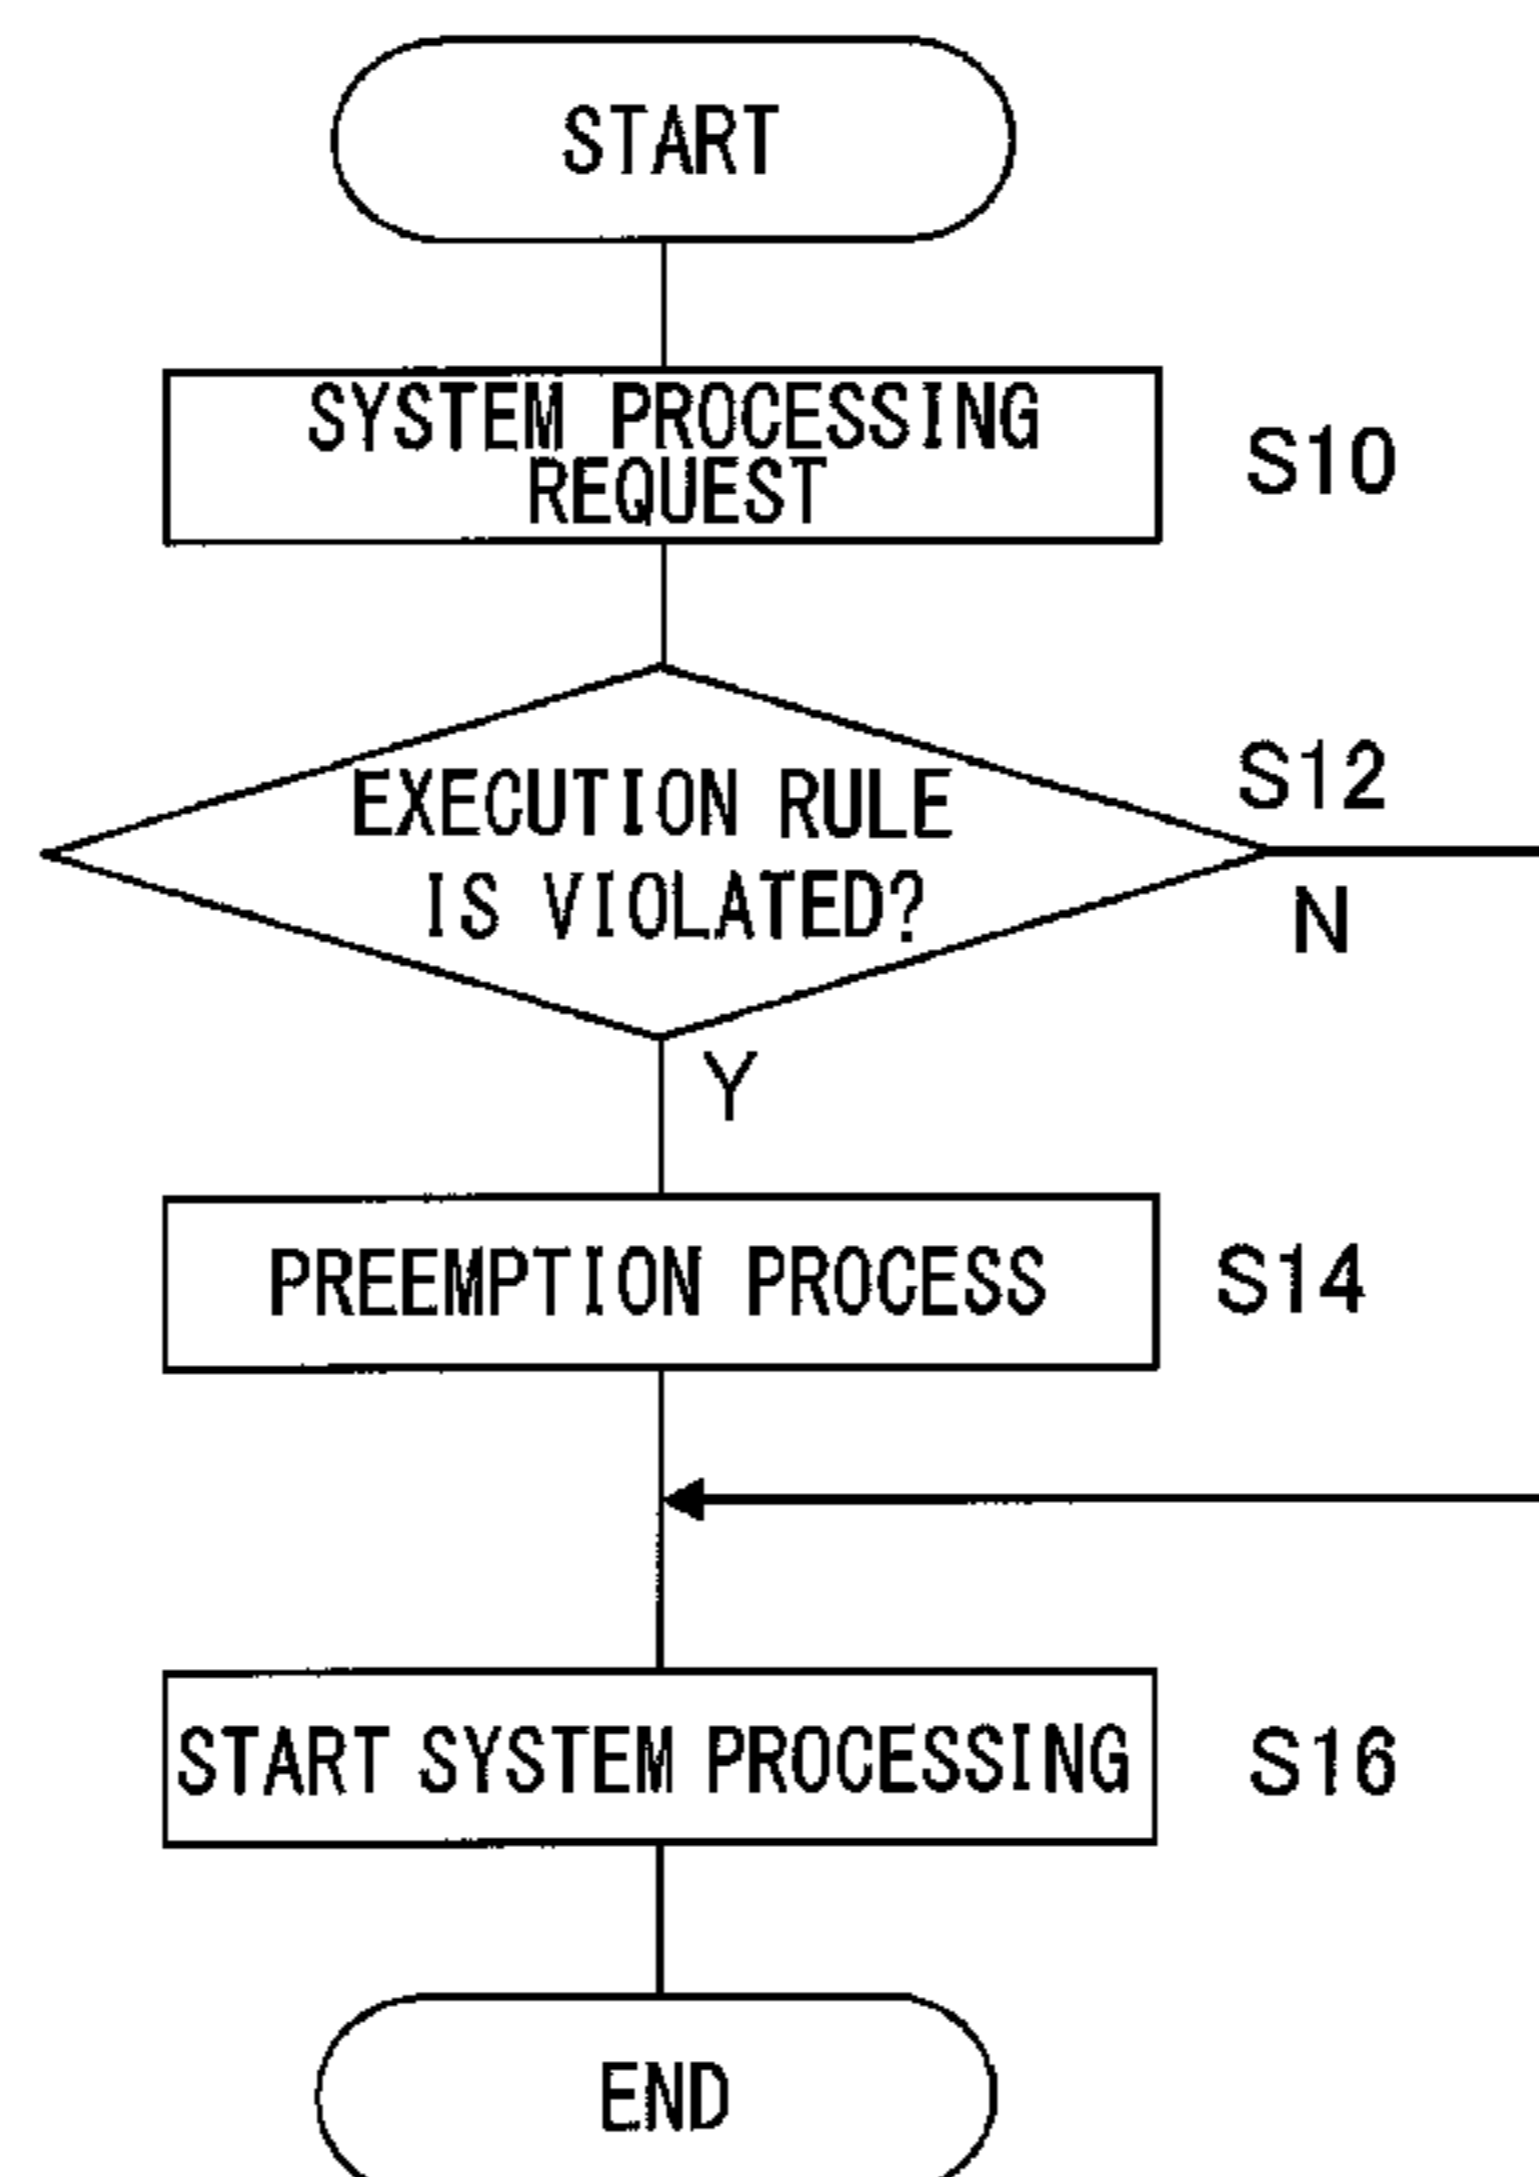 START
SYSTEM PROCESSING
REQUEST
S10
EXECUTION RULE
IS VIOLATED?
S12
N
Y
PREEMPTION PROCESS
S14
START SYSTEM PROCESSING
S16
END